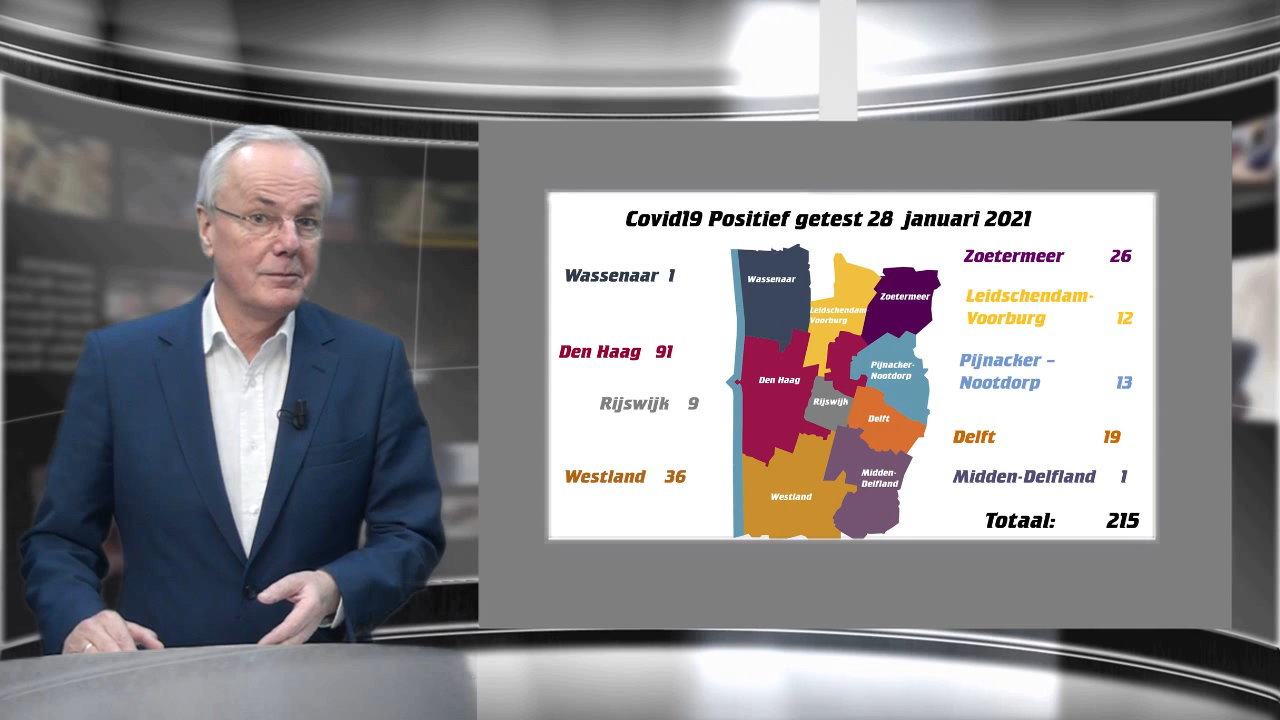 Covid19 Positief getest 28 januari 2021
Wassenaar 1
Den Haag 91
Rijswijk 9
Westland 36
Wassenaar
Leidschendam-
Voorburg
Zoetermeer
Den Haag
Pijnacker-
Nootdorp
Rijswijk
Delft
Midden-
Delfland
Westland
Zoetermeer 26
Leidschendam-
Voorburg 12
Pijnacker –
Nootdorp 13
Delft 19
Midden-Delfland 1
Totaal: 215